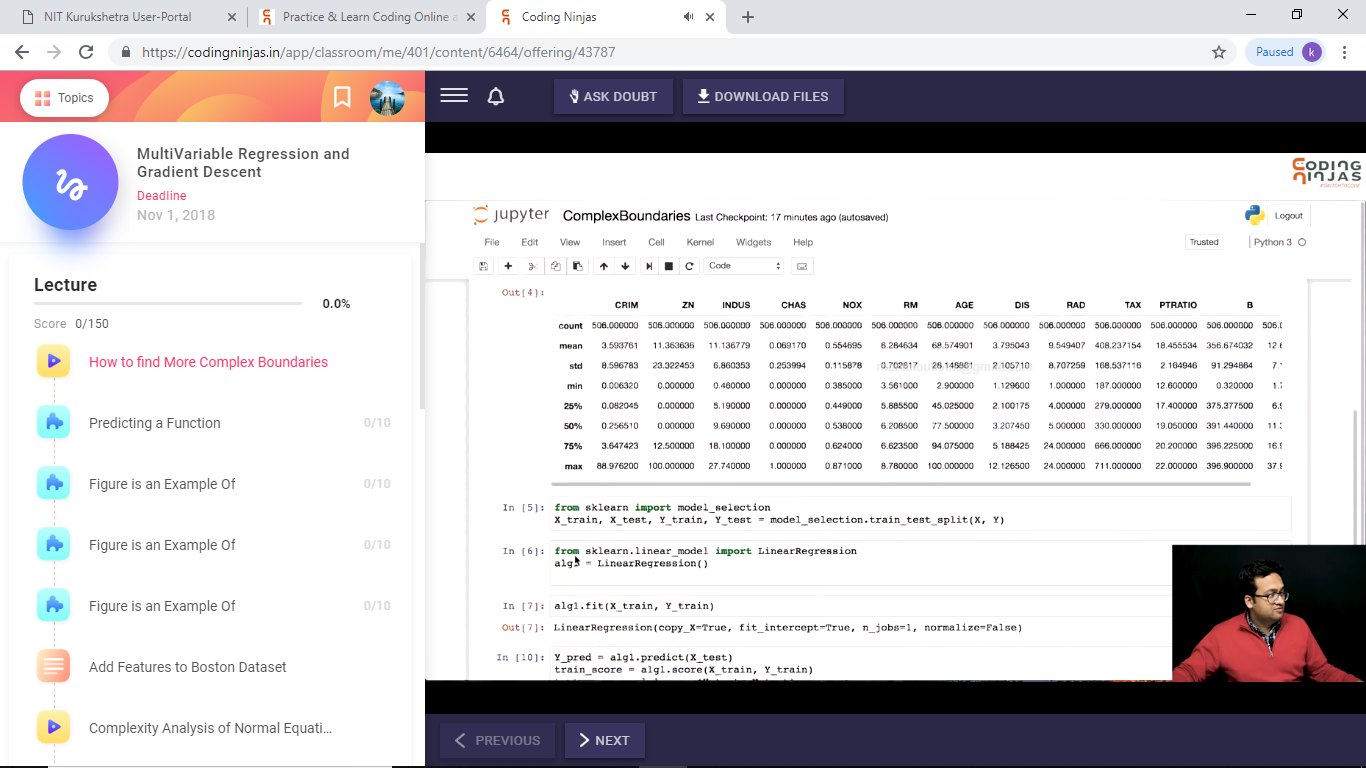 NIT Kurukshetra User-Portal
Practice & Learn Coding Online a
Coding Ninjas
https://codingninjas.in/app/classroom/me/401/content/6464/offering/43787
Paused k
Topics
ASK DOUBT
DOWNLOAD FILES
MultiVariable Regression and
Gradient Descent
Deadline
Nov 1, 2018
Lecture
0.0%
Score 0/150
How to find More Complex Boundaries
Predicting a Function 0/10
Figure is an Example Of 0/10
Figure is an Example Of 0/10
Figure is an Example Of 0/10
Add Features to Boston Dataset
Complexity Analysis of Normal Equati...
CODING
NINJAS
jupyter ComplexBoundaries Last Checkpoint: 17 minutes ago (autosaved)
Logout
File Edit View Insert Cell Kernel Widgets Help
Trusted Python 3
Code
Out[4]:
CRIM ZN INDUS CHAS NOX RM AGE DIS RAD TAX PTRATIO B
count 506.000000 506.000000 506.000000 506.000000 506.000000 506.000000 506.000000 506.000000 506.000000 506.000000 506.000000 506.000000 506.0
mean 3.593761 11.363636 11.136779 0.069170 0.554695 6.284634 68.574901 3.795043 9.549407 408.237154 18.455534 356.674032 12.6
std 8.596783 23.322453 6.860353 0.253994 0.115878 0.702617 28.148861 2.105710 8.707259 168.537116 2.164946 91.294864 7.1
min 0.006320 0.000000 0.460000 0.000000 0.385000 3.561000 2.900000 1.129600 1.000000 187.000000 12.600000 0.320000 1.7
25% 0.082045 0.000000 5.190000 0.000000 0.449000 5.885500 45.025000 2.100175 4.000000 279.000000 17.400000 375.377500 6.9
50% 0.256510 0.000000 9.690000 0.000000 0.538000 6.208500 77.500000 3.207450 5.000000 330.000000 19.050000 391.440000 11.3
75% 3.647423 12.500000 18.100000 0.000000 0.624000 6.623500 94.075000 5.188425 24.000000 666.000000 20.200000 396.225000 16.9
max 88.976200 100.000000 27.740000 1.000000 0.871000 8.780000 100.000000 12.126500 24.000000 711.000000 22.000000 396.900000 37.9
In [5]: from sklearn import model_selection
X_train, X_test, Y_train, Y_test = model_selection.train_test_split(X, Y)
In [6]: from sklearn.linear_model import LinearRegression
alg1 = LinearRegression()
In [7]: alg1.fit(X_train, Y_train)
Out[7]: LinearRegression(copy_X=True, fit_intercept=True, n_jobs=1, normalize=False)
In [10]: Y_pred = alg1.predict(X_test)
train_score = alg1.score(X_train, Y_train)
PREVIOUS
NEXT